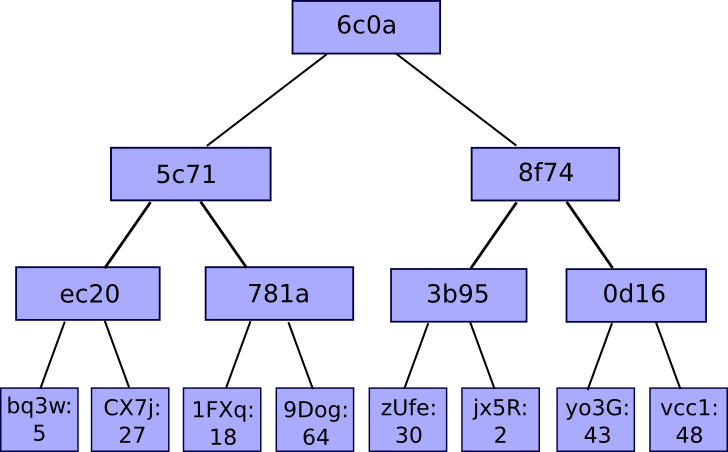 6c0a
5c71
8f74
ec20
781a
3b95
0d16
bq3w:
5
CX7j:
27
1FXq:
18
9Dog:
64
zUfe:
30
jx5R:
2
yo3G:
43
vcc1:
48